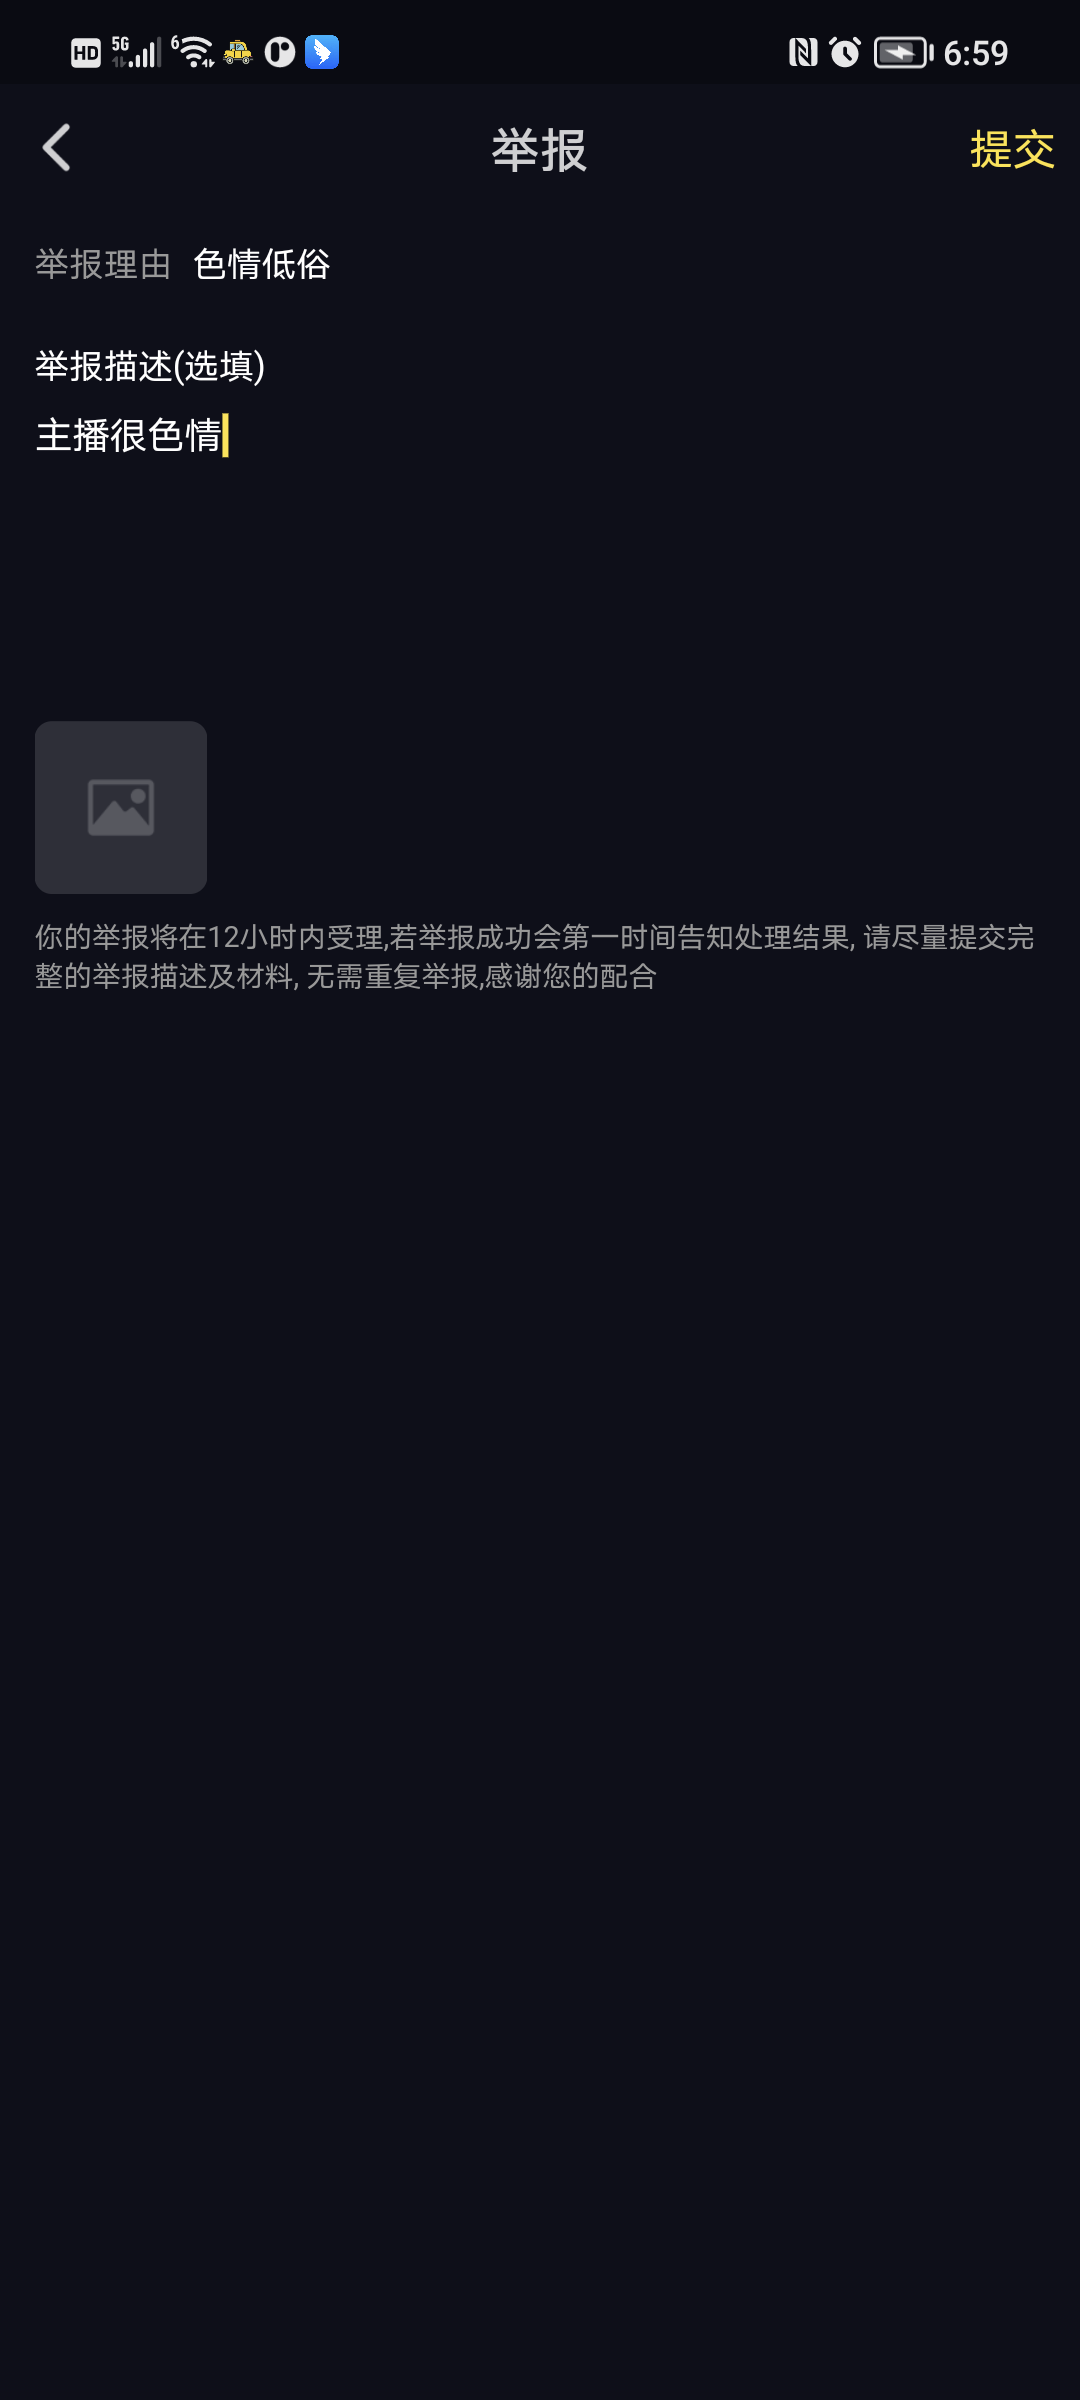 HD 5G 6 6:59
举报 提交
举报理由 色情低俗
举报描述(选填)
主播很色情
你的举报将在12小时内受理,若举报成功会第一时间告知处理结果, 请尽量提交完
整的举报描述及材料, 无需重复举报,感谢您的配合